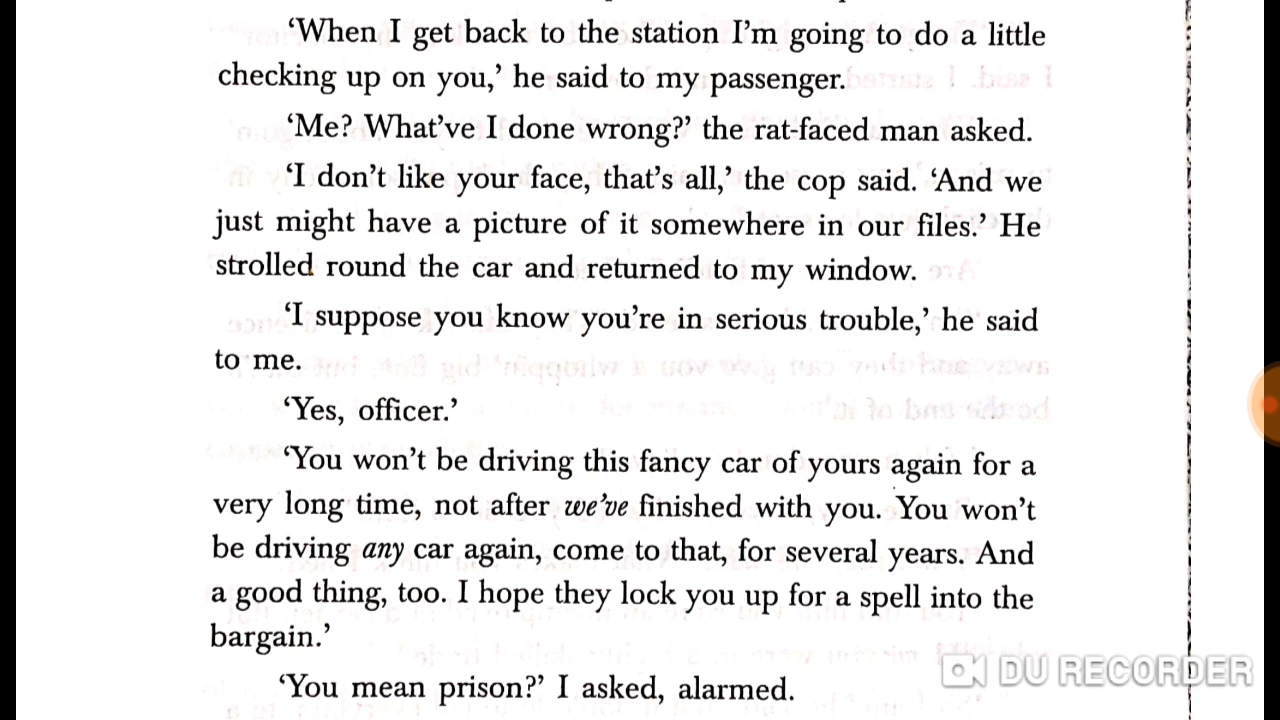 ‘When I get back to the station I’m going to do a little
checking up on you,’ he said to my passenger.
‘Me? What’ve I done wrong?’ the rat-faced man asked.
‘I don’t like your face, that’s all,’ the cop said. ‘And we
just might have a picture of it somewhere in our files.’ He
strolled round the car and returned to my window.
‘I suppose you know you’re in serious trouble,’ he said
to me.
‘Yes, officer.’
‘You won’t be driving this fancy car of yours again for a
very long time, not after we’ve finished with you. You won’t
be driving any car again, come to that, for several years. And
a good thing, too. I hope they lock you up for a spell into the
bargain.’
‘You mean prison?’ I asked, alarmed.
DU RECORDER